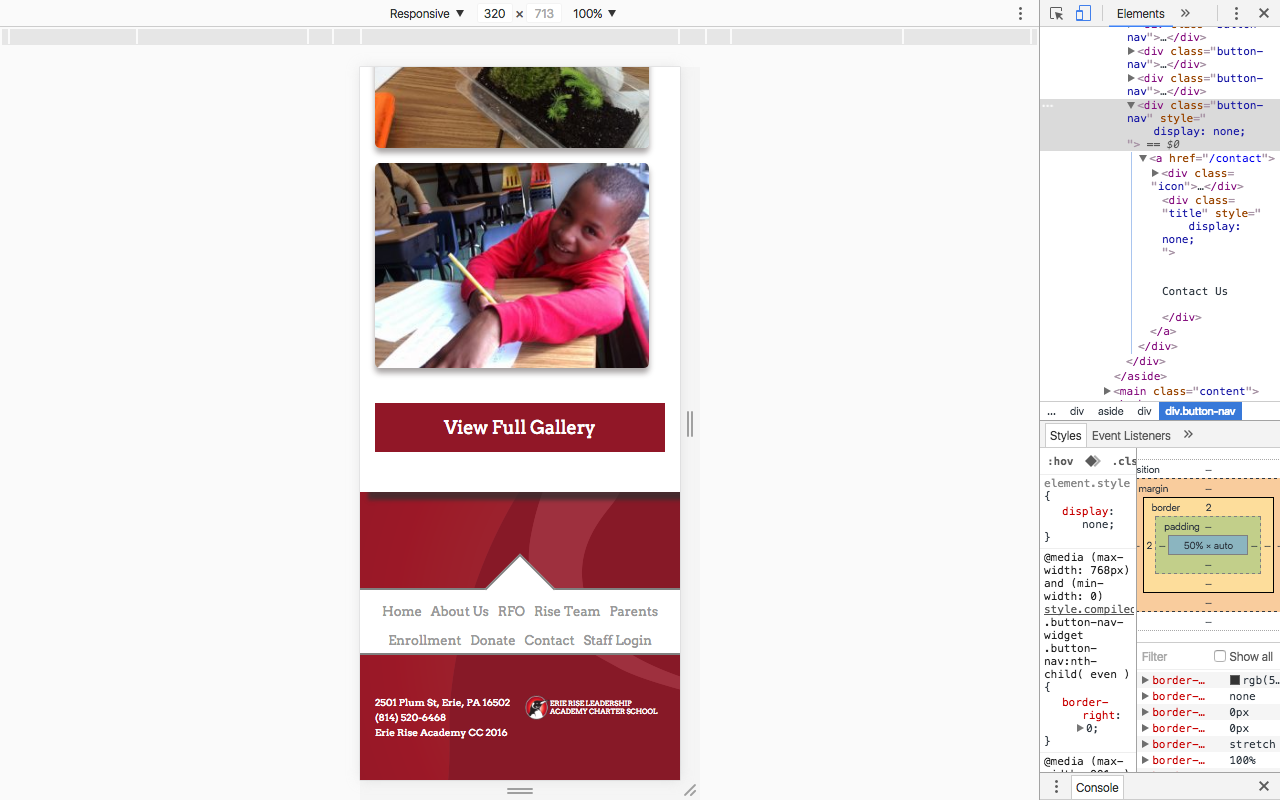 Responsive ▼ 320 × 713 100% ▼
Elements
nav">…</div>
▶<div class="button-
nav">…</div>
▶<div class="button-
nav">…</div>
▼<div class="button-
nav" style="
display: none;
"> == $0
▼<a href="/contact">
▶<div class=
"icon">…</div>
<div class=
"title" style="
display:
none;
">
Contact Us
</div>
</a>
</div>
</div>
</aside>
▶<main class="content">
... div aside div div.button-nav
Styles Event Listeners
:hov .cls
element.style
{
display:
none;
}
@media (max-
width: 768px)
and (min-
width: 0)
style.compiled
.button-nav-
widget
.button-
nav:nth-
child( even )
{
border-
right:
▶0;
}
@media (max-
sition –
margin –
border 2
padding –
2 – 50% × auto – –
–
–
–
–
Filter Show all
▶ border-… rgb(5…
▶ border-… none
▶ border-… 0px
▶ border-… 0px
▶ border-… stretch
▶ border-… 100%
Console
View Full Gallery
Home About Us RFO Rise Team Parents
Enrollment Donate Contact Staff Login
2501 Plum St, Erie, PA 16502
(814) 520-6468
Erie Rise Academy CC 2016
ERIE RISE LEADERSHIP
ACADEMY CHARTER SCHOOL